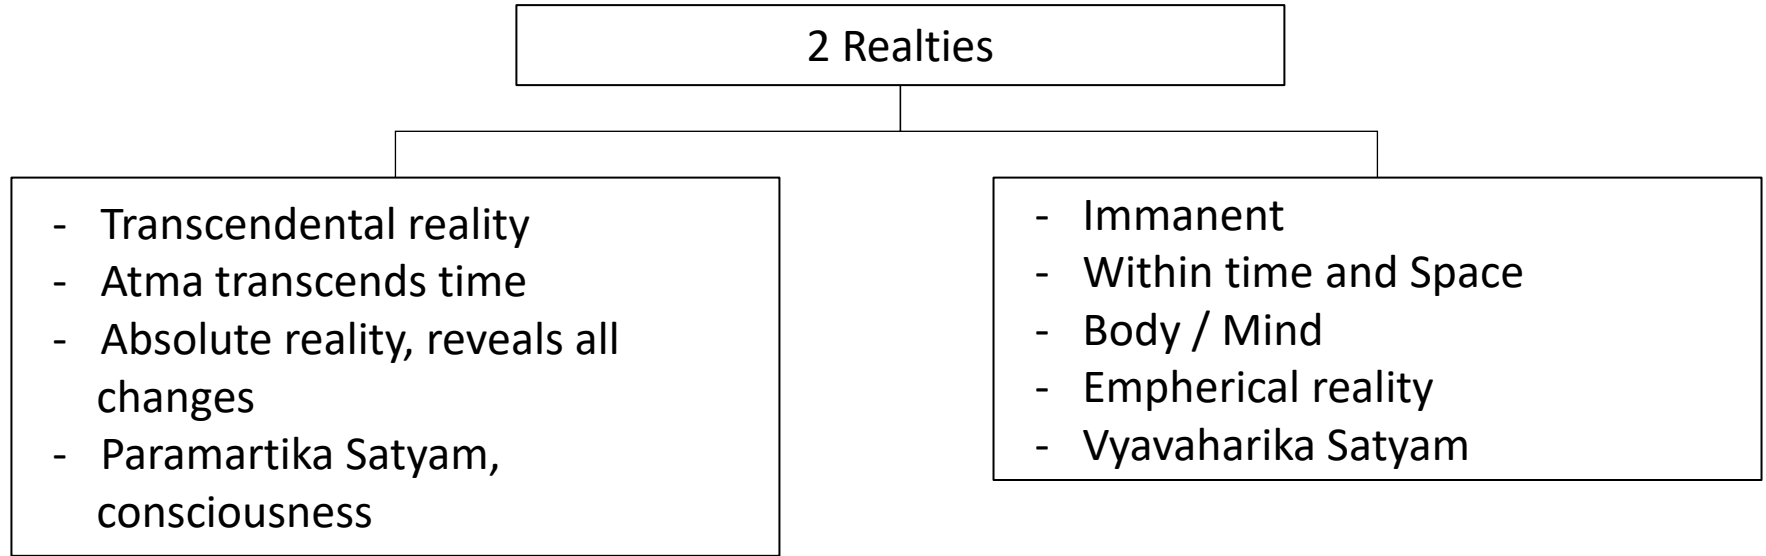 2 Realties
- Transcendental reality
- Atma transcends time
- Absolute reality, reveals all
changes
- Paramartika Satyam,
consciousness
- Immanent
- Within time and Space
- Body / Mind
- Empherical reality
- Vyavaharika Satyam